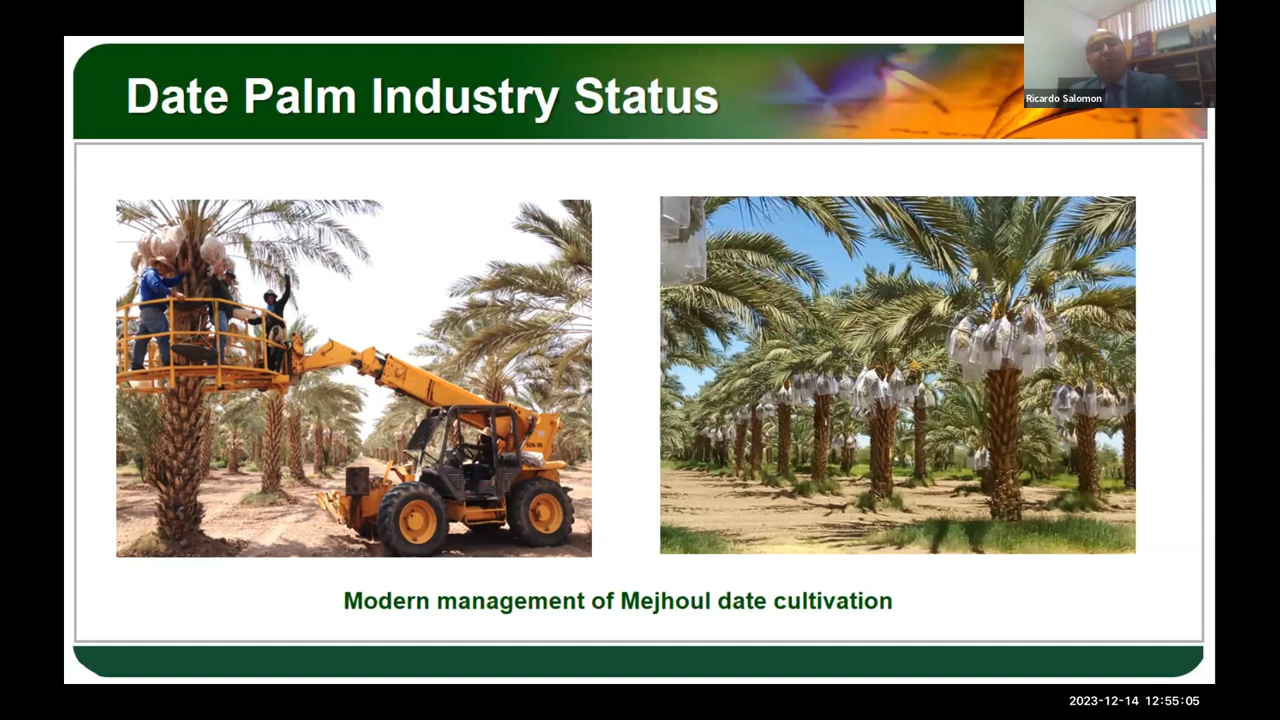 Date Palm Industry Status
Ricardo Salomon
Modern management of Mejhoul date cultivation
2023-12-14 12:55:05